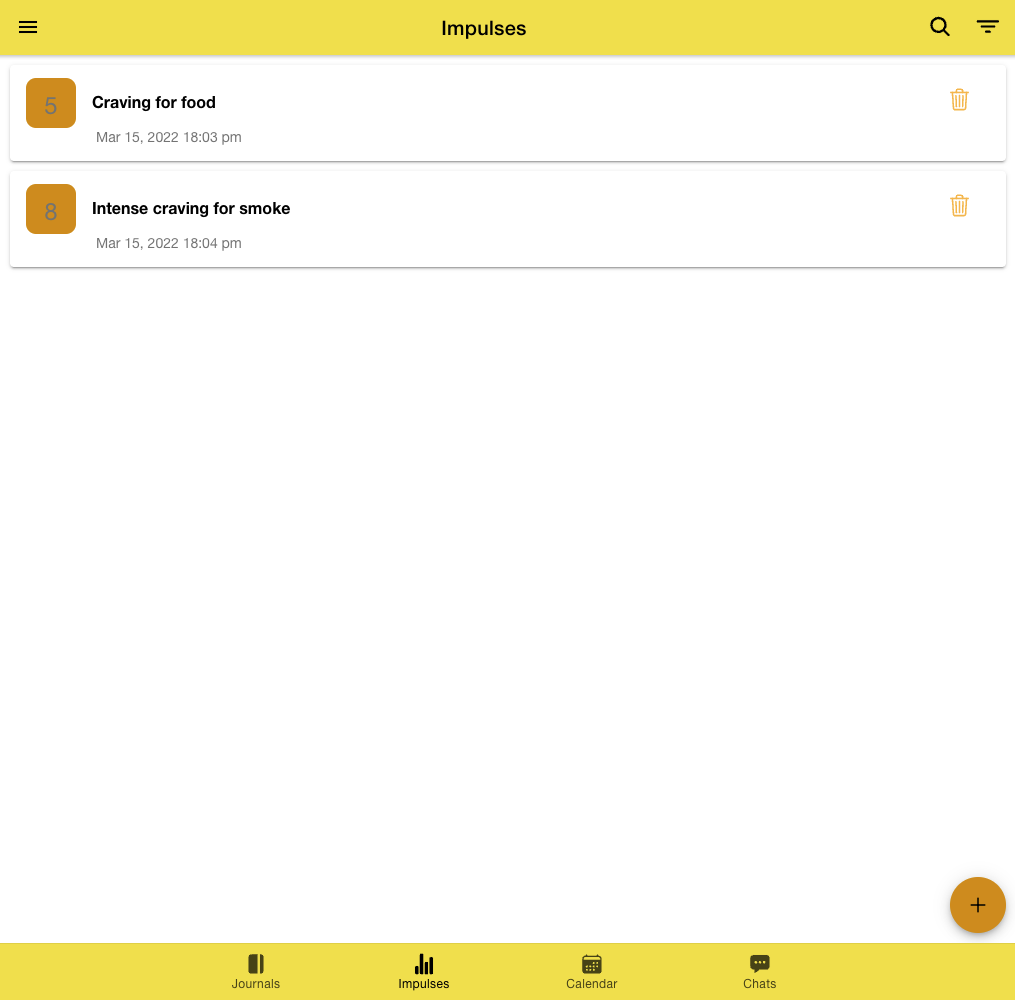 Impulses
5
Craving for food
Mar 15, 2022 18:03 pm
8
Intense craving for smoke
Mar 15, 2022 18:04 pm
Journals
Impulses
Calendar
Chats